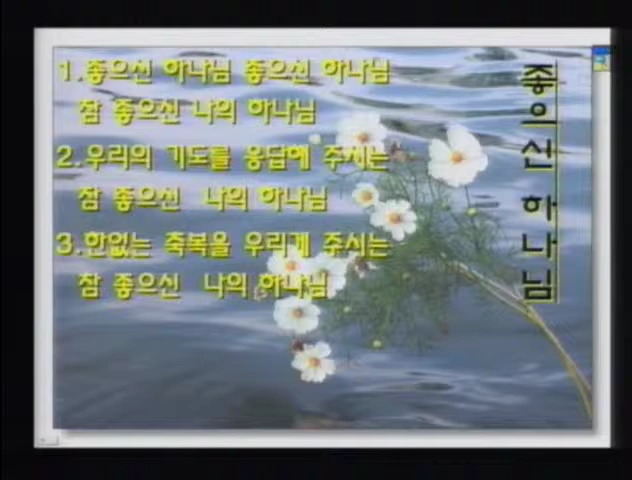 1.좋으신 하나님 좋으신 하나님
참 좋으신 나의 하나님
2.우리의 기도를 응답해 주시는
참 좋으신 나의 하나님
3.한없는 축복을 우리게 주시는
참 좋으신 나의 하나님
좋으신 하나님